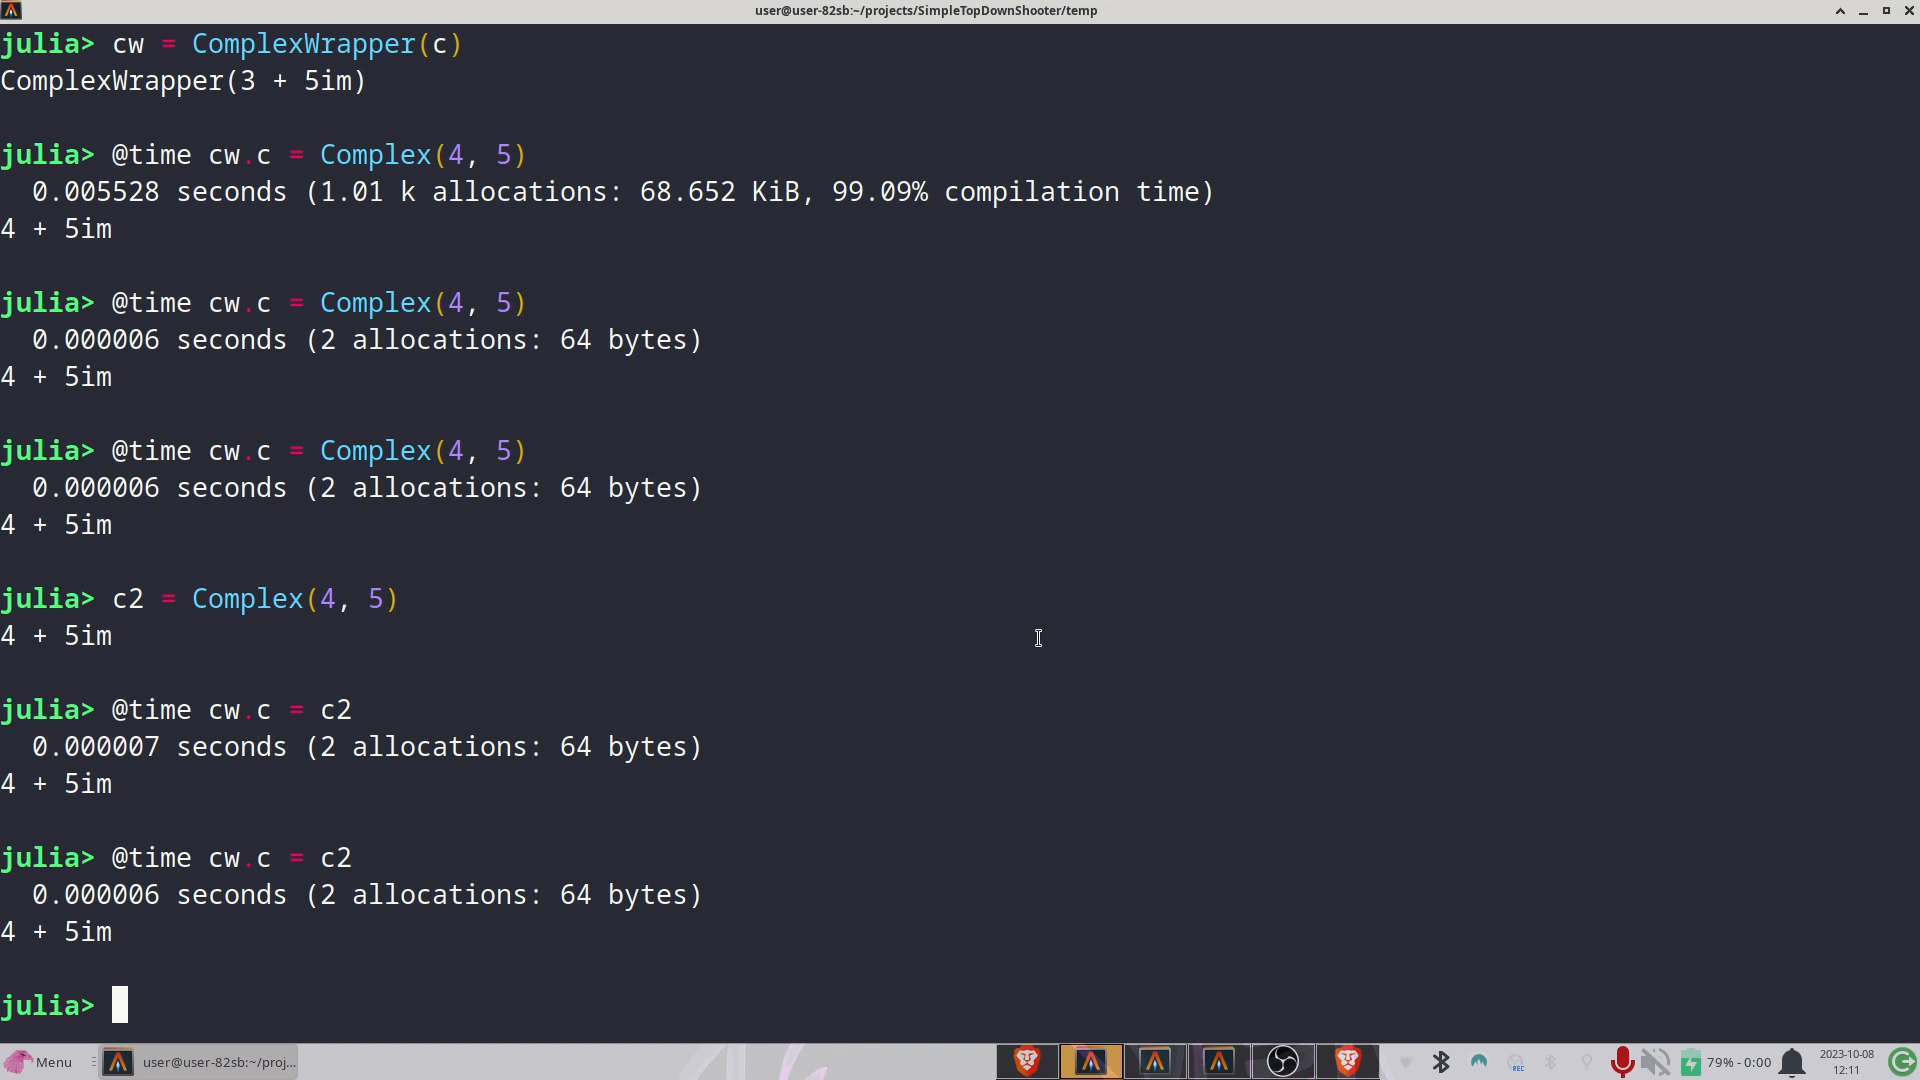 user@user-82sb:~/projects/SimpleTopDownShooter/temp
julia> cw = ComplexWrapper(c)
ComplexWrapper(3 + 5im)
julia> @time cw.c = Complex(4, 5)
  0.005528 seconds (1.01 k allocations: 68.652 KiB, 99.09% compilation time)
4 + 5im
julia> @time cw.c = Complex(4, 5)
  0.000006 seconds (2 allocations: 64 bytes)
4 + 5im
julia> @time cw.c = Complex(4, 5)
  0.000006 seconds (2 allocations: 64 bytes)
4 + 5im
julia> c2 = Complex(4, 5)
4 + 5im
julia> @time cw.c = c2
  0.000007 seconds (2 allocations: 64 bytes)
4 + 5im
julia> @time cw.c = c2
  0.000006 seconds (2 allocations: 64 bytes)
4 + 5im
julia>
Menu user@user-82sb:~/proj... REC 79% - 0:00 2023-10-08
12:11